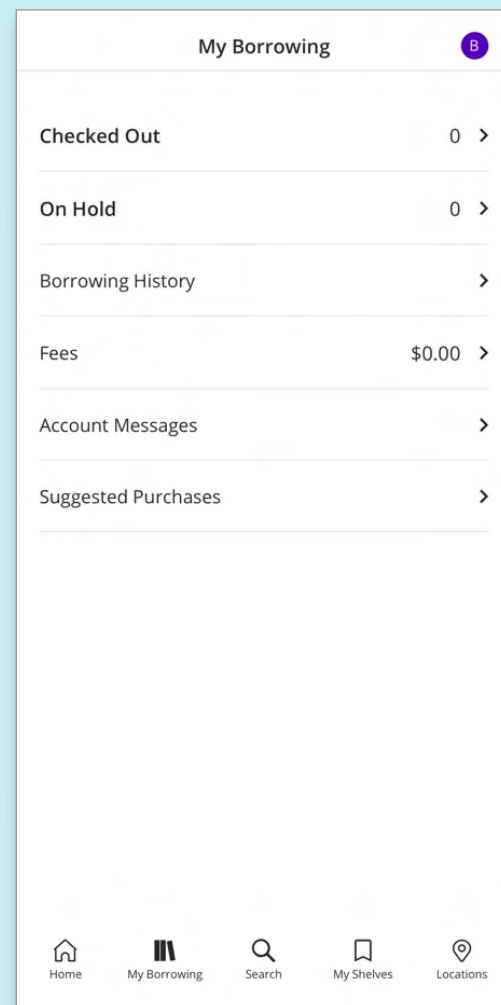 My Borrowing B
Checked Out 0
On Hold 0
Borrowing History
Fees $0.00
Account Messages
Suggested Purchases
Home My Borrowing Search My Shelves Locations